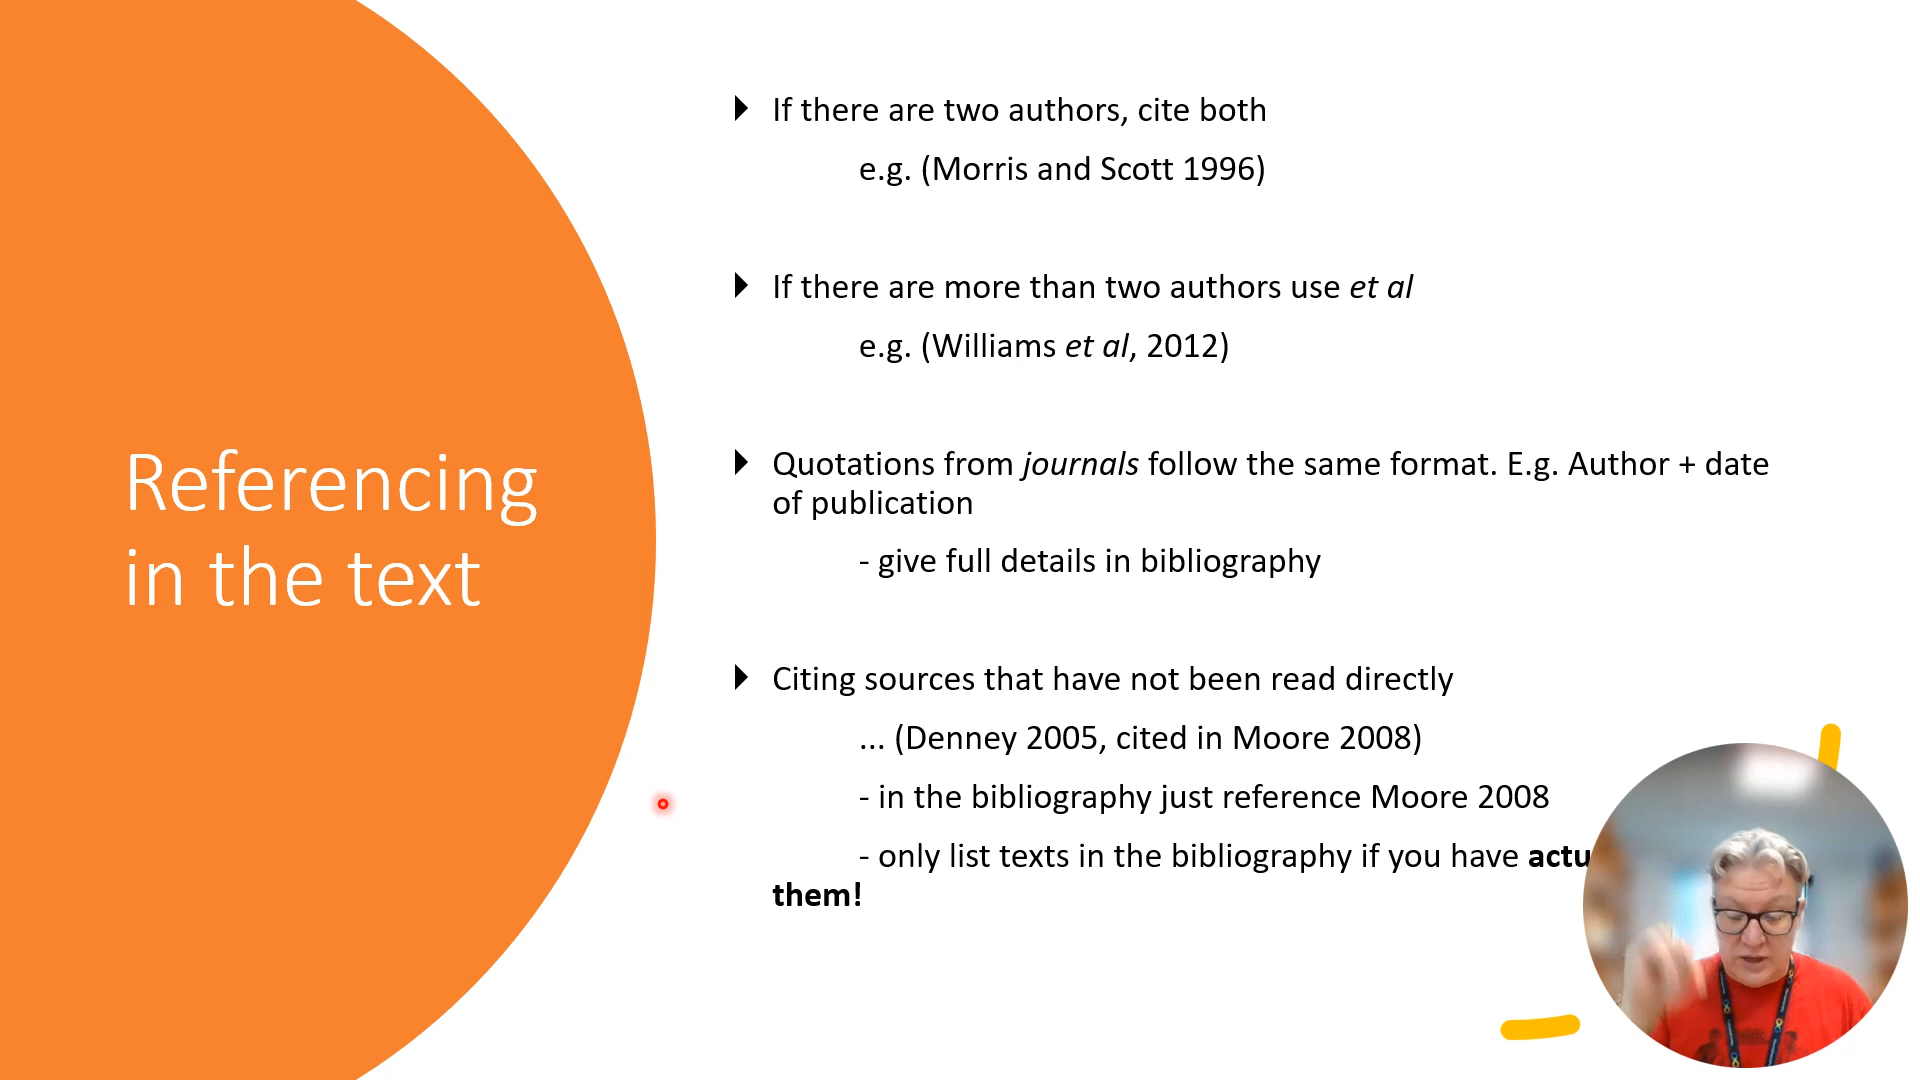 Referencing
in the text
If there are two authors, cite both
e.g. (Morris and Scott 1996)
If there are more than two authors use et al
e.g. (Williams et al, 2012)
Quotations from journals follow the same format. E.g. Author + date
of publication
- give full details in bibliography
Citing sources that have not been read directly
... (Denney 2005, cited in Moore 2008)
- in the bibliography just reference Moore 2008
- only list texts in the bibliography if you have
them!